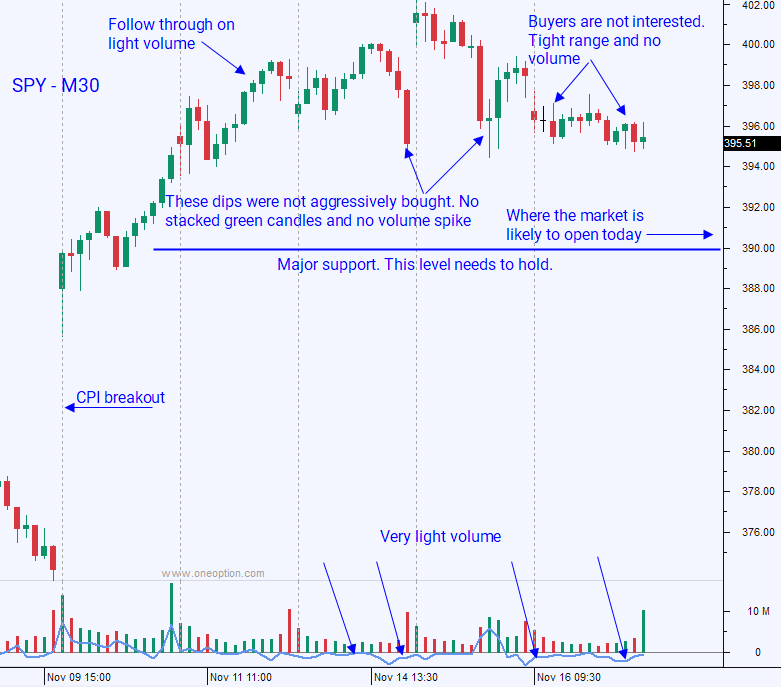 402.00
Follow through on
light volume
Buyers are not interested.
Tight range and no
volume
400.00
SPY - M30
398.00
396.00
395.51
394.00
These dips were not aggressively bought. No
stacked green candles and no volume spike
Where the market is
likely to open today
392.00
390.00
Major support. This level needs to hold.
388.00
386.00
384.00
CPI breakout
382.00
380.00
378.00
376.00
Very light volume
www.oneoption.com
10 M
0
Nov 09 15:00
Nov 11 11:00
Nov 14 13:30
Nov 16 09:30